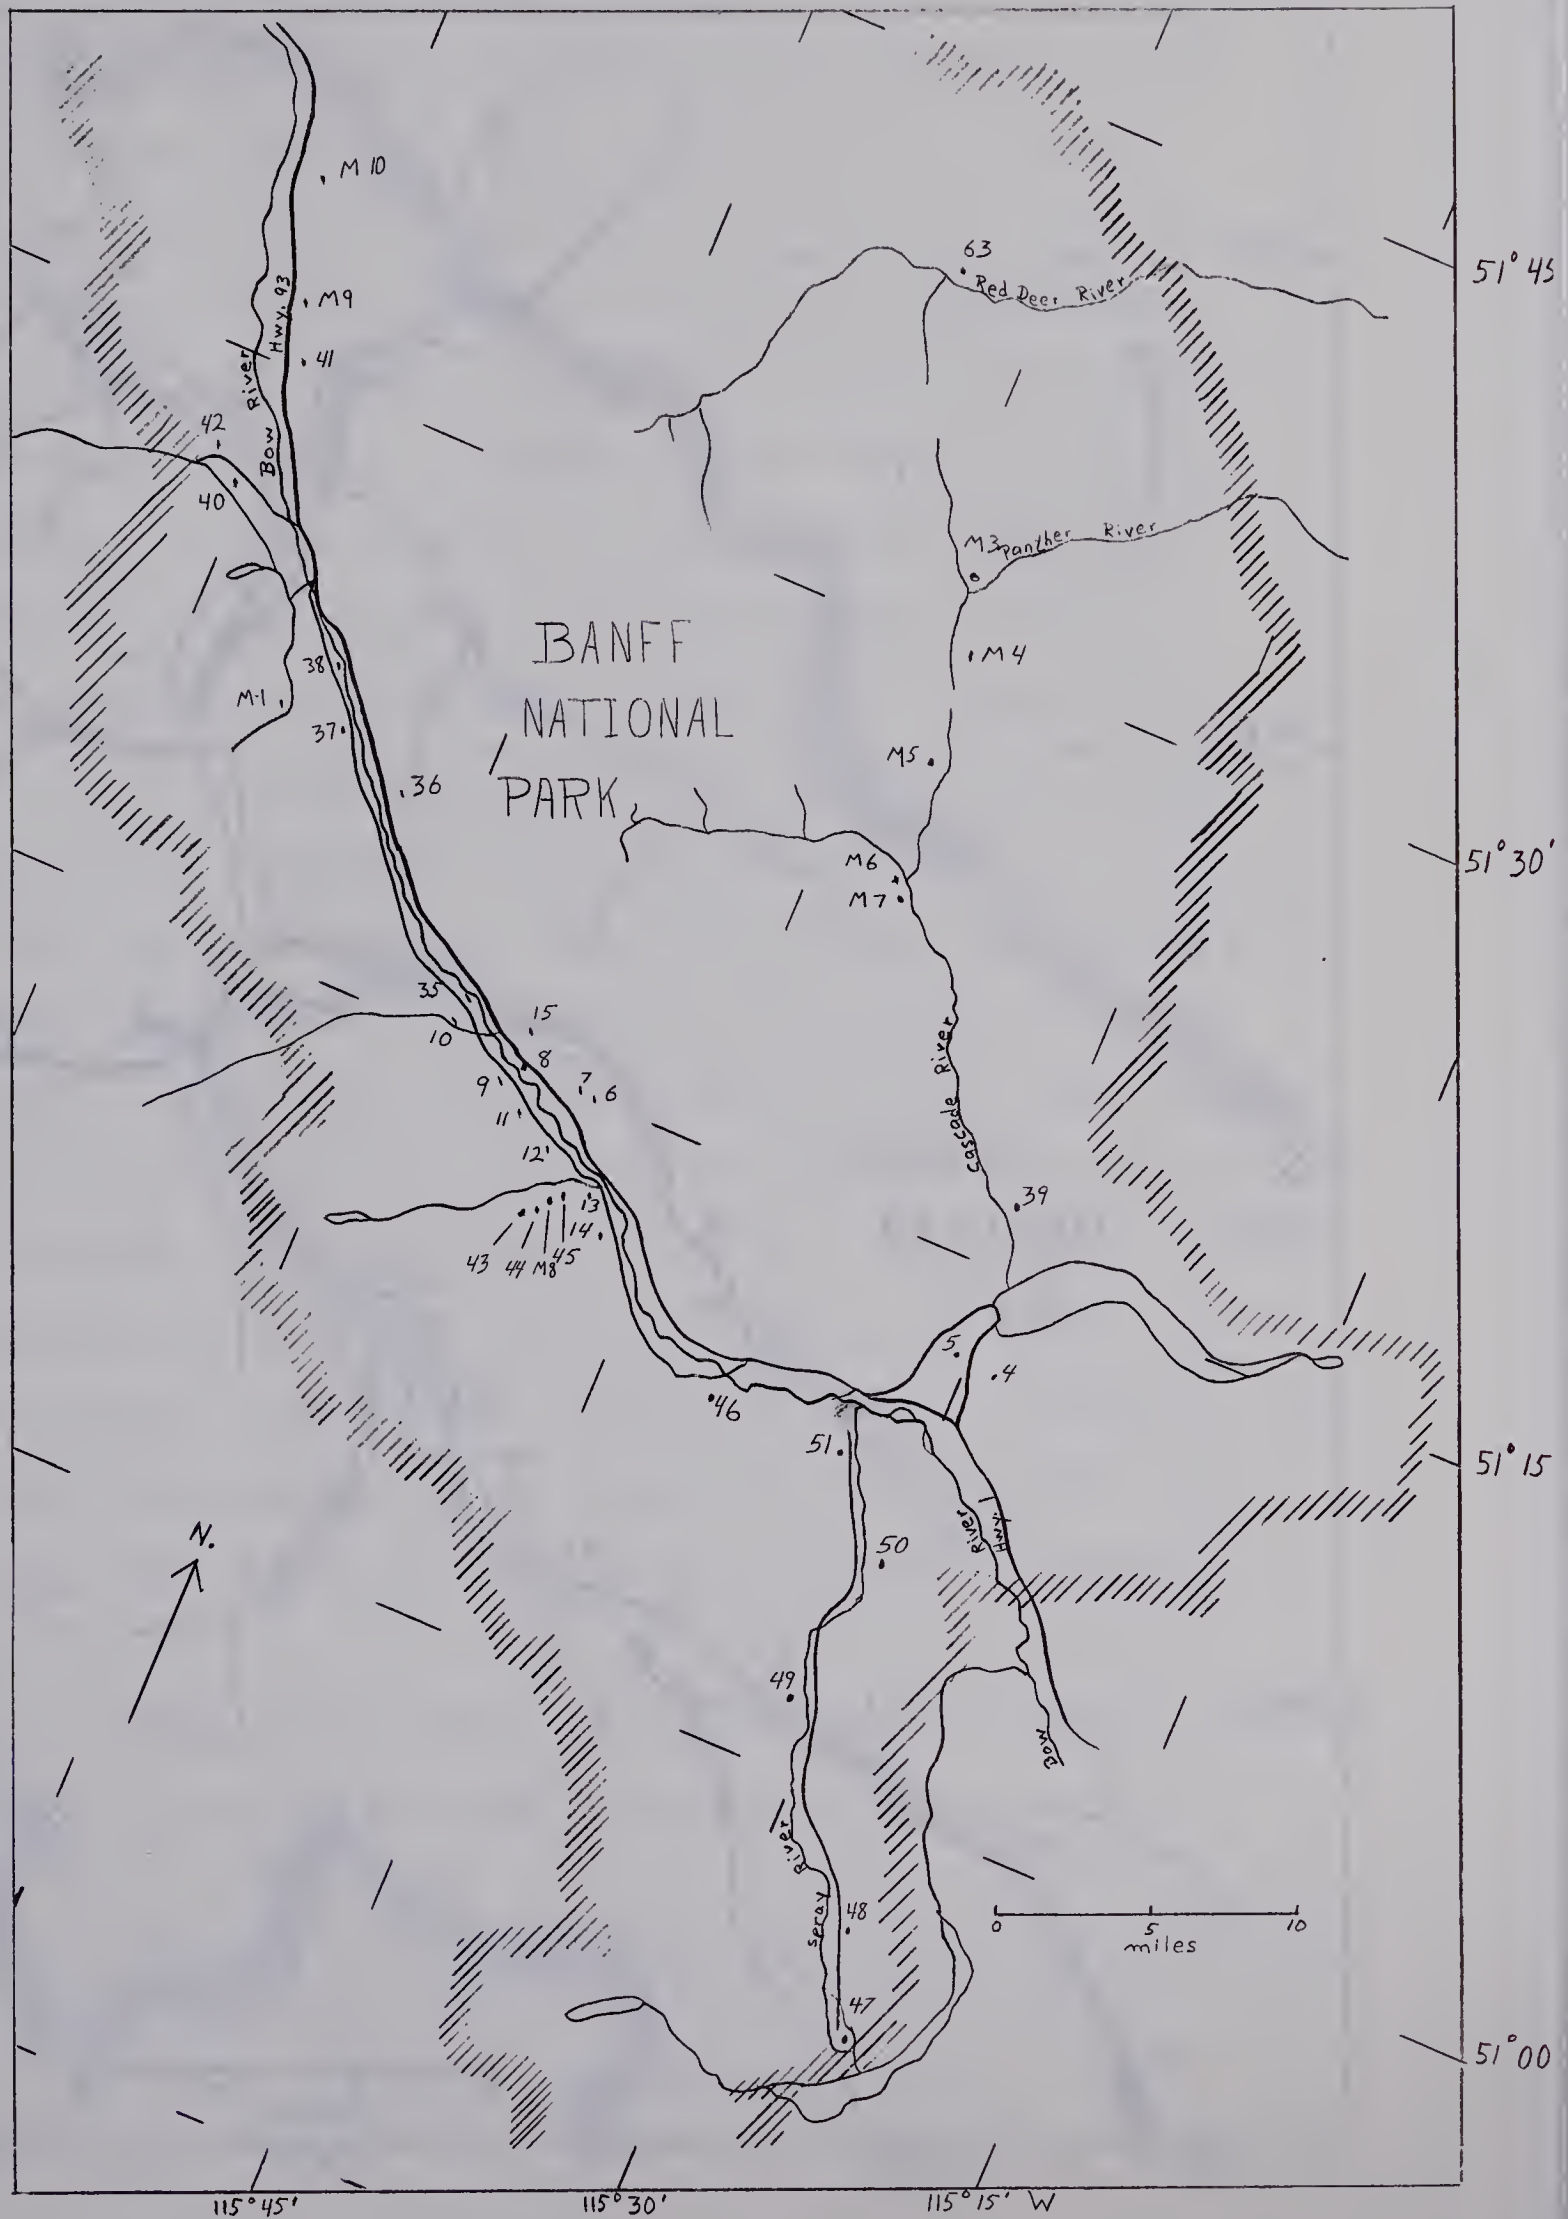 M 10
63
Red Deer River
51° 45
Hwy. 93
M9
41
Bow River
42
40
M3
Panther River
BANFF
NATIONAL
PARK
M4
38
M-1
37
36
M5
M6
M7
51° 30'
35
10
15
8
7
6
9
11
12
Cascade River
39
13
14
43
44
M8
45
5
4
46
51
51° 15
N.
50
River
Hwy. 1
49
Bow
River
Spray
48
0
5
10
miles
47
51° 00
115° 45'
115° 30'
115° 15' W